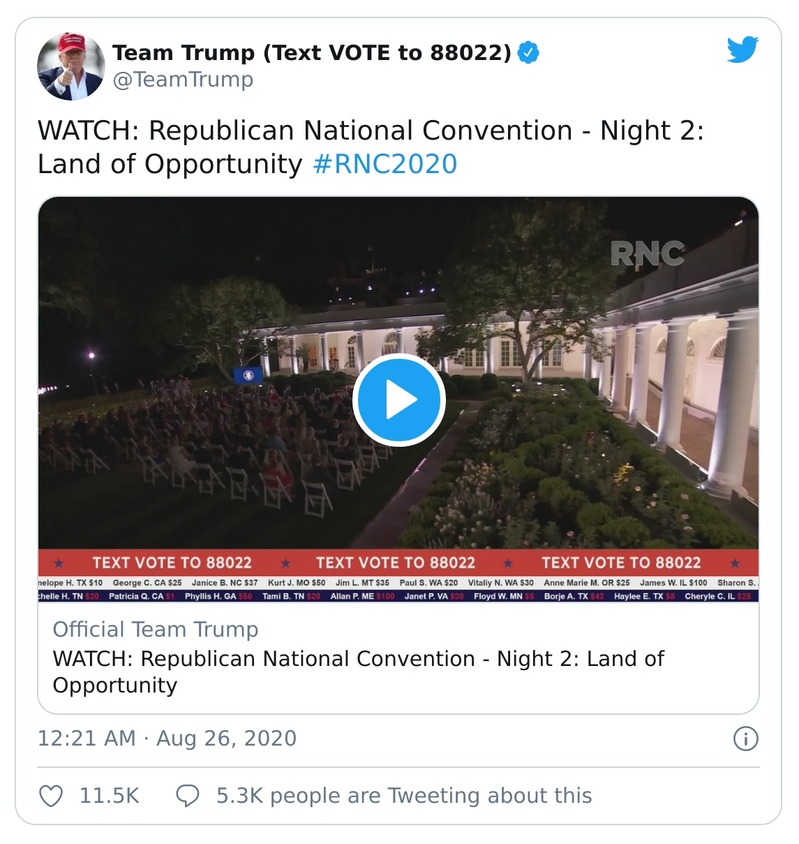 Team Trump (Text VOTE to 88022)
@TeamTrump
WATCH: Republican National Convention - Night 2:
Land of Opportunity #RNC2020
RNC
TEXT VOTE TO 88022 TEXT VOTE TO 88022 TEXT VOTE TO 88022
nelope H. TX $10 George C. CA $25 Janice B. NC $37 Kurt J. MO $50 Jim L. MT $35 Paul S. WA $20 Vitaliy N. WA $30 Anne Marie M. OR $25 James W. IL $100 Sharon S.
chelle H. TN $20 Patricia Q. CA $1 Phyllis H. GA $50 Tami B. TN $20 Allan P. ME $100 Janet P. VA $20 Floyd W. MN $5 Borje A. TX $42 Haylee E. TX $5 Cheryle C. IL $25
Official Team Trump
WATCH: Republican National Convention - Night 2: Land of
Opportunity
12:21 AM · Aug 26, 2020
11.5K 5.3K people are Tweeting about this